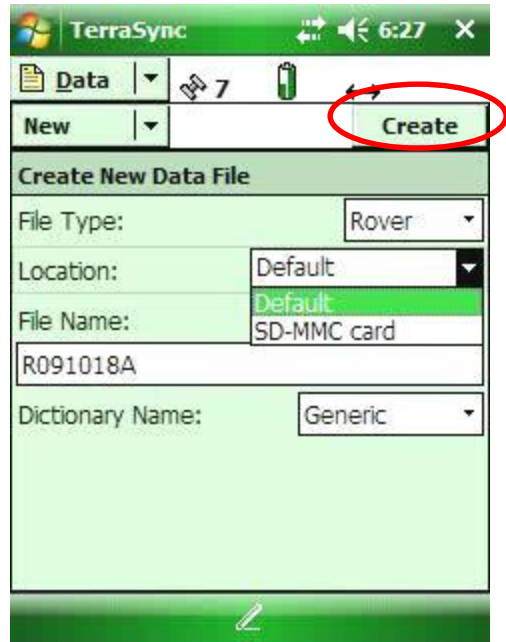 TerraSync 6:27
Data 7
New Create
Create New Data File
File Type: Rover
Location: Default
Default
File Name: SD-MMC card
R091018A
Dictionary Name: Generic